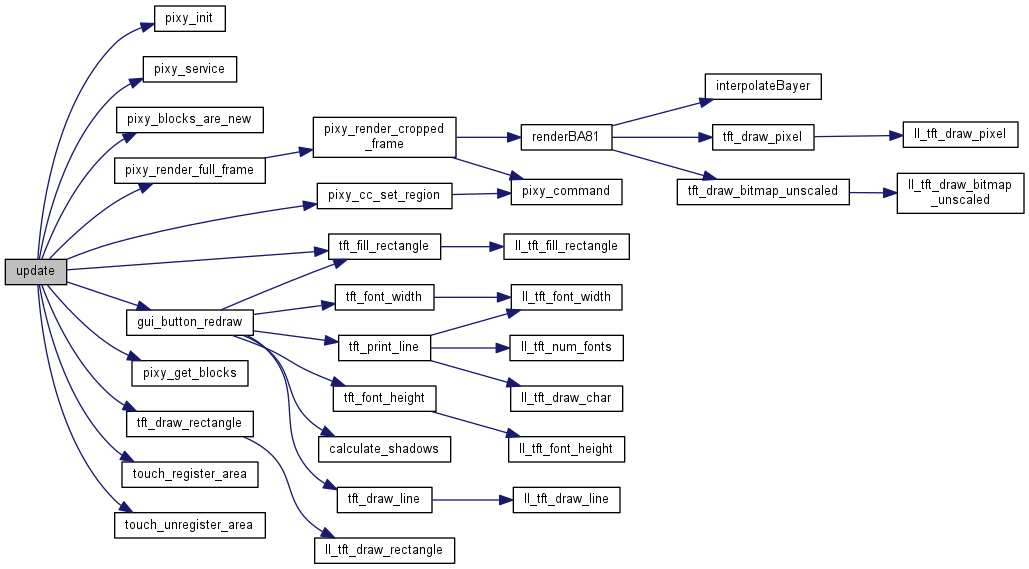 pixy_init
pixy_service
interpolateBayer
pixy_blocks_are_new
pixy_render_cropped
_frame
renderBA81
tft_draw_pixel
ll_tft_draw_pixel
pixy_render_full_frame
pixy_cc_set_region
pixy_command
tft_draw_bitmap_unscaled
ll_tft_draw_bitmap
_unscaled
tft_fill_rectangle
ll_tft_fill_rectangle
update
tft_font_width
ll_tft_font_width
gui_button_redraw
tft_print_line
ll_tft_num_fonts
pixy_get_blocks
tft_font_height
ll_tft_draw_char
tft_draw_rectangle
calculate_shadows
ll_tft_font_height
touch_register_area
tft_draw_line
ll_tft_draw_line
touch_unregister_area
ll_tft_draw_rectangle